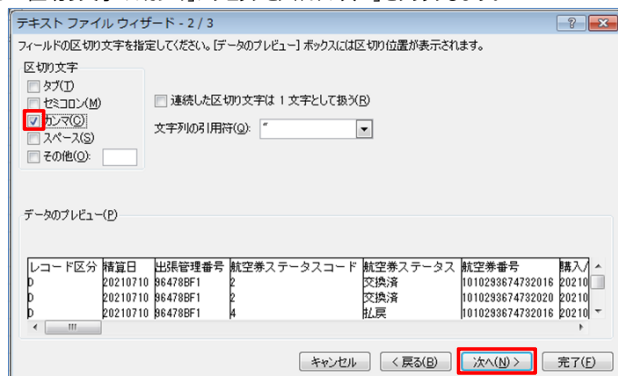 テキスト ファイル ウィザード - 2 / 3
フィールドの区切り文字を指定してください。[データのプレビュー] ボックスには区切り位置が表示されます。
区切り文字
タブ(T)
セミコロン(M)
カンマ(C)
スペース(S)
その他(O):
連続した区切り文字は 1 文字として扱う(R)
文字列の引用符(Q): "
データのプレビュー(P)
レコード区分 積算日 出張管理番号 航空券ステータスコード 航空券ステータス 航空券番号 購入/
D 20210710 96478BF1 2 交換済 1010293674732016 20210
D 20210710 96478BF1 2 交換済 1010293674732020 20210
D 20210710 96478BF1 4 払戻 1010293674732016 20210
キャンセル < 戻る(B) 次へ(N) > 完了(F)